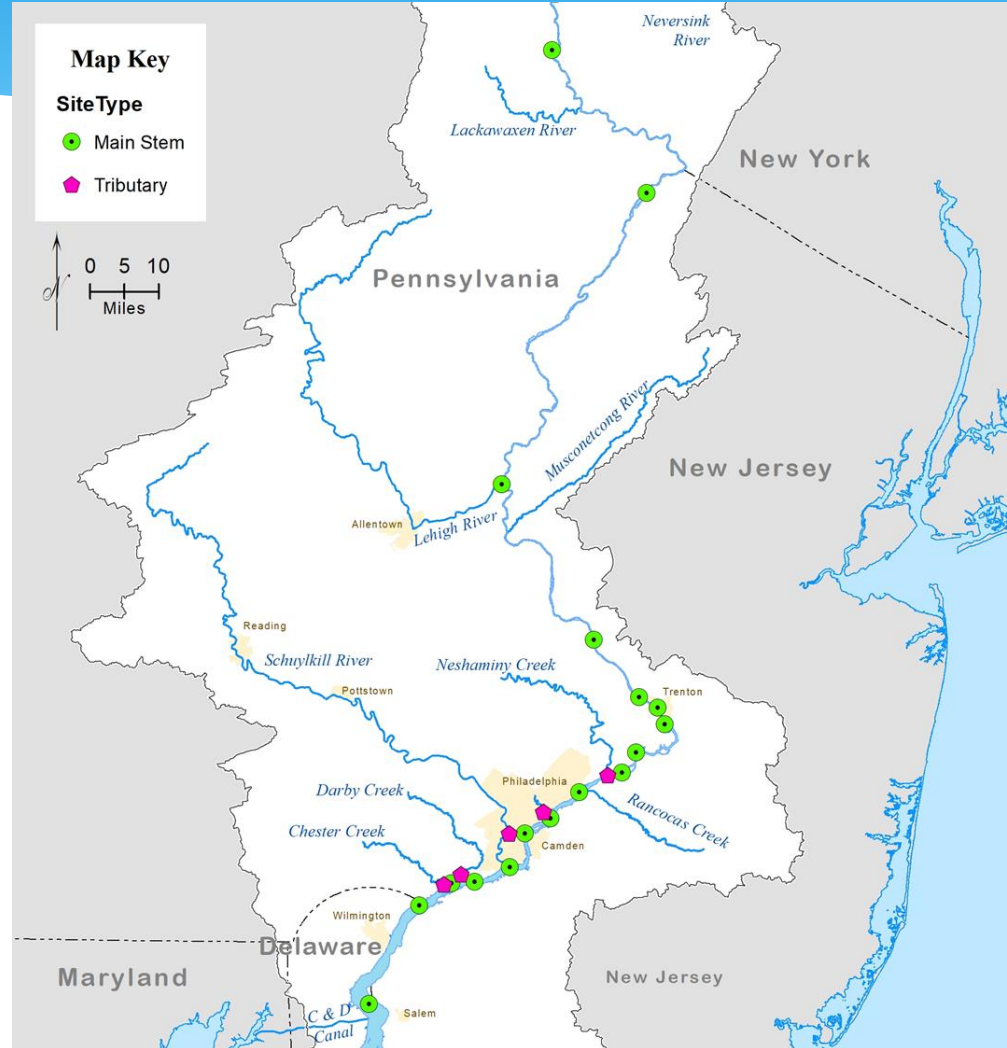 Map Key
SiteType
Main Stem
Tributary
0 5 10
Miles
Neversink
River
Lackawaxen River
New York
Pennsylvania
Musconetcong River
New Jersey
Allentown
Lehigh River
Reading
Schuylkill River
Neshaminy Creek
Pottstown
Trenton
Philadelphia
Darby Creek
Rancocas Creek
Chester Creek
Camden
Wilmington
Delaware
Maryland
New Jersey
C & D
Canal
Salem